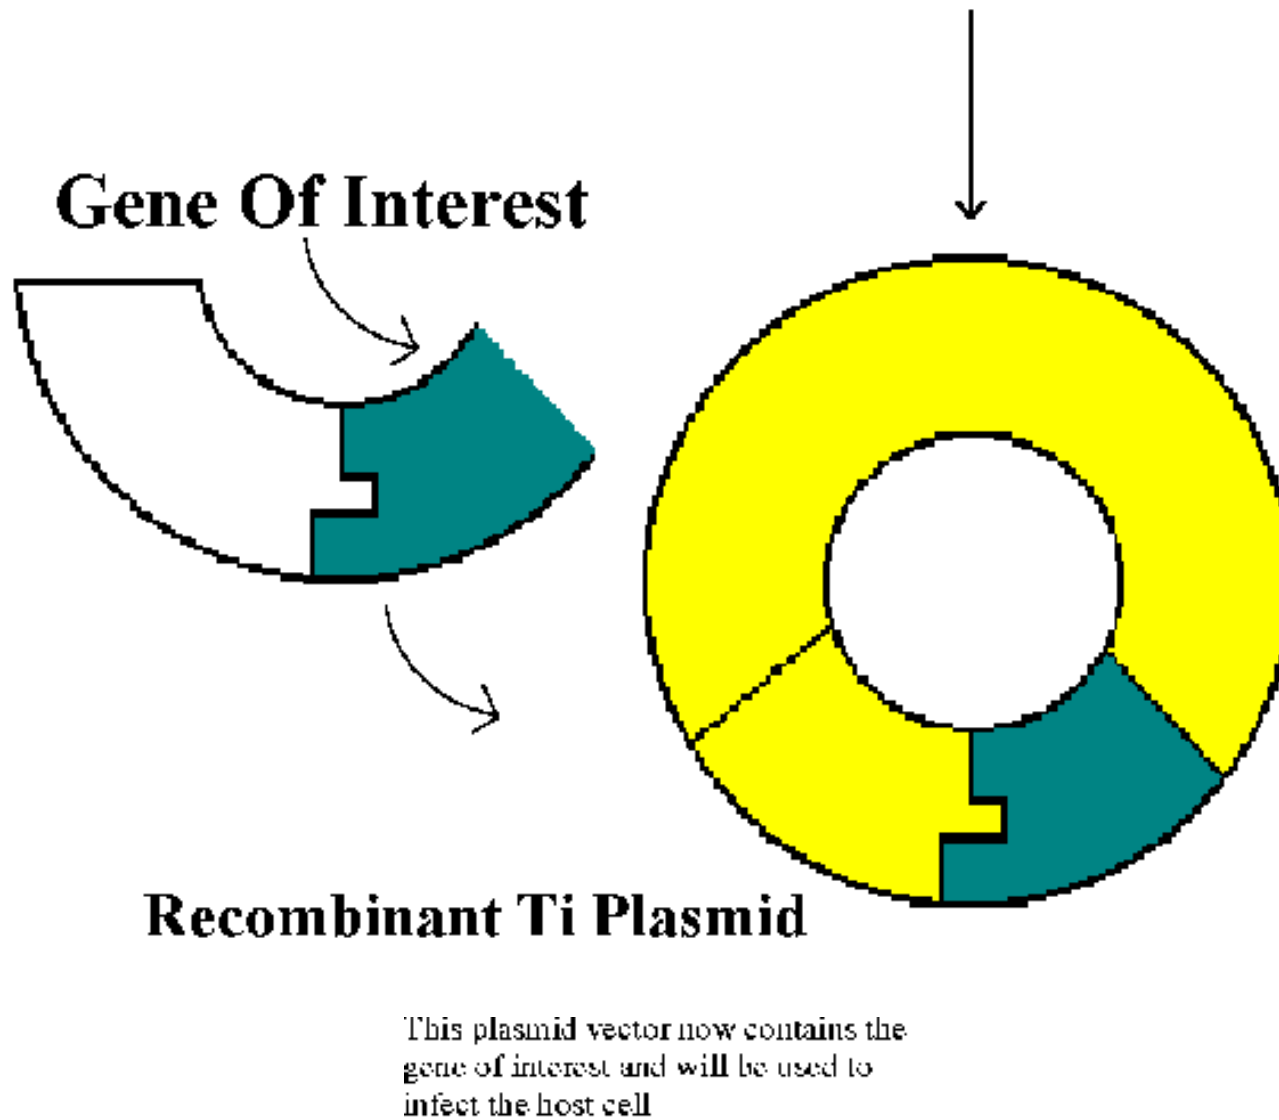 Gene Of Interest
Recombinant Ti Plasmid
This plasmid vector now contains the
gene of interest and will be used to
infect the host cell